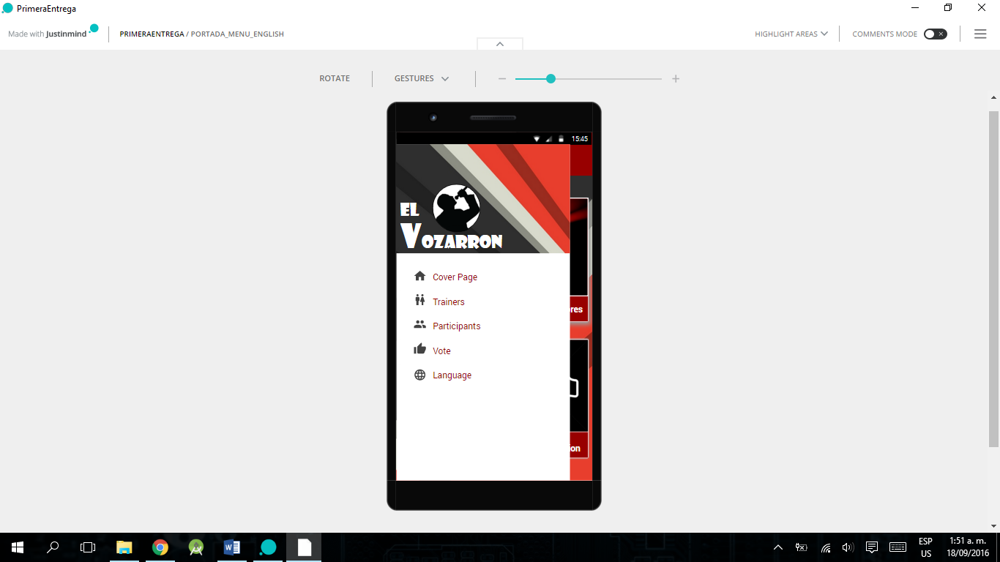 PrimeraEntrega
Made with Justinmind
PRIMERAENTREGA / PORTADA_MENU_ENGLISH
HIGHLIGHT AREAS
COMMENTS MODE
ROTATE
GESTURES
15:45
EL
VOZARRON
Cover Page
Trainers
Participants
Vote
Language
res
ion
ESP
US
1:51 a. m.
18/09/2016